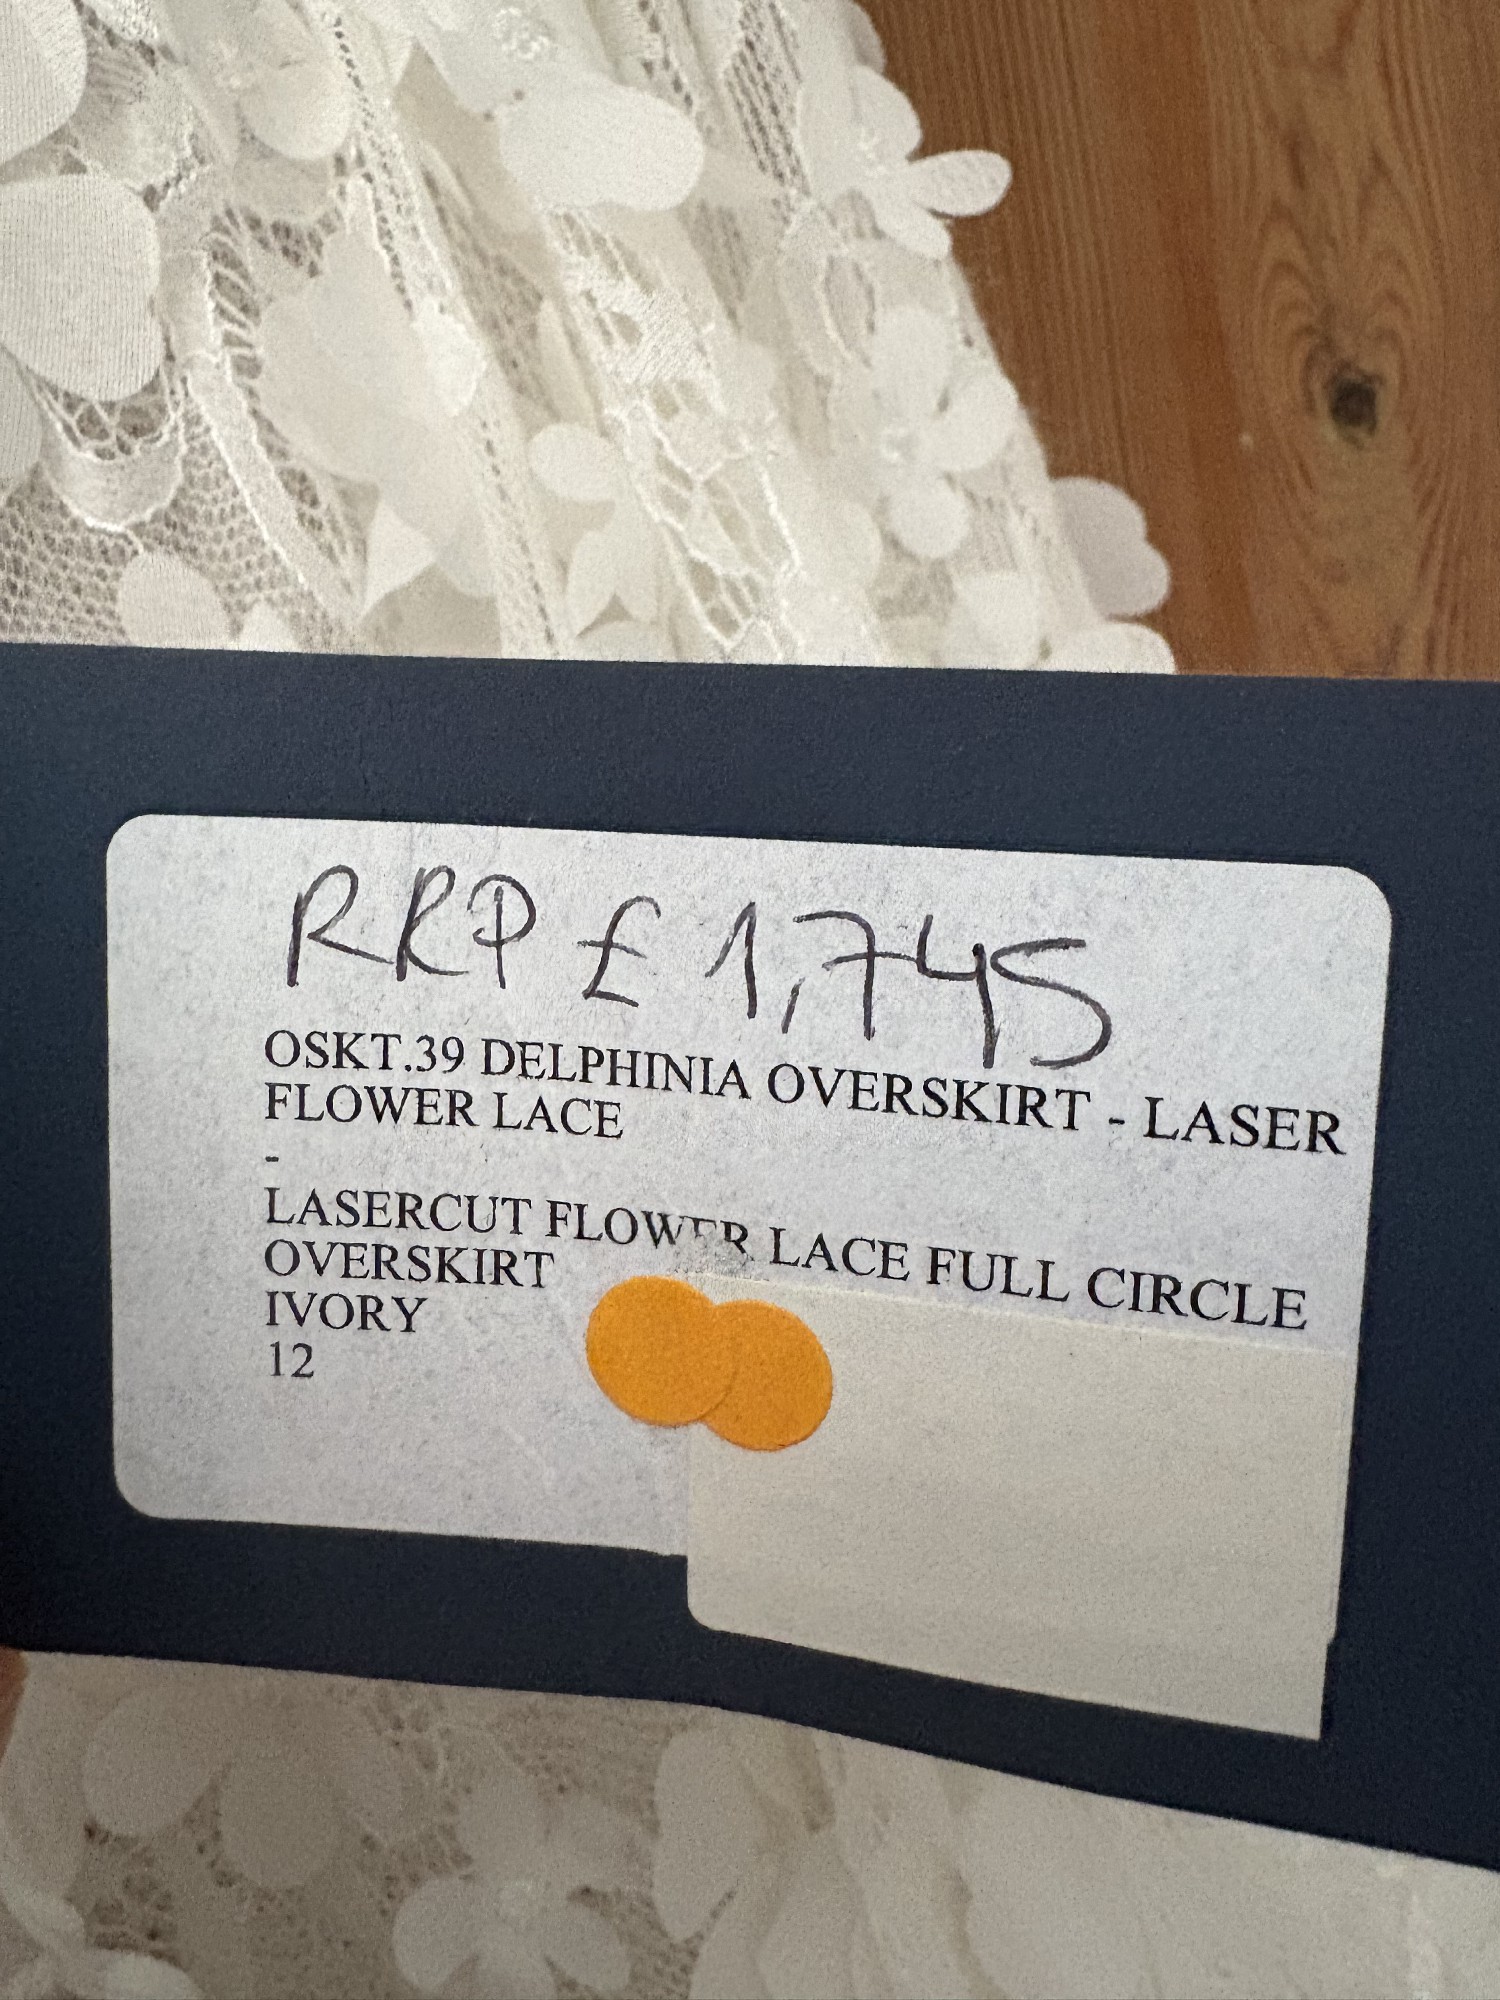 RRP £1,745
OSKT.39 DELPHINIA OVERSKIRT - LASER
FLOWER LACE
-
LASERCUT FLOWER LACE FULL CIRCLE
OVERSKIRT
IVORY
12